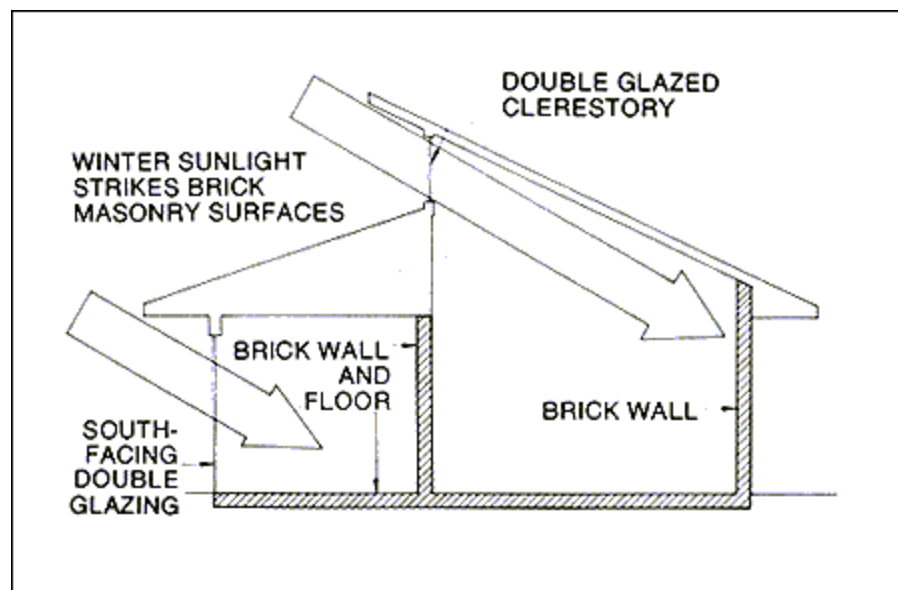 DOUBLE GLAZED
CLERESTORY
WINTER SUNLIGHT
STRIKES BRICK
MASONRY SURFACES
BRICK WALL
AND
FLOOR
BRICK WALL
SOUTH-
FACING
DOUBLE
GLAZING